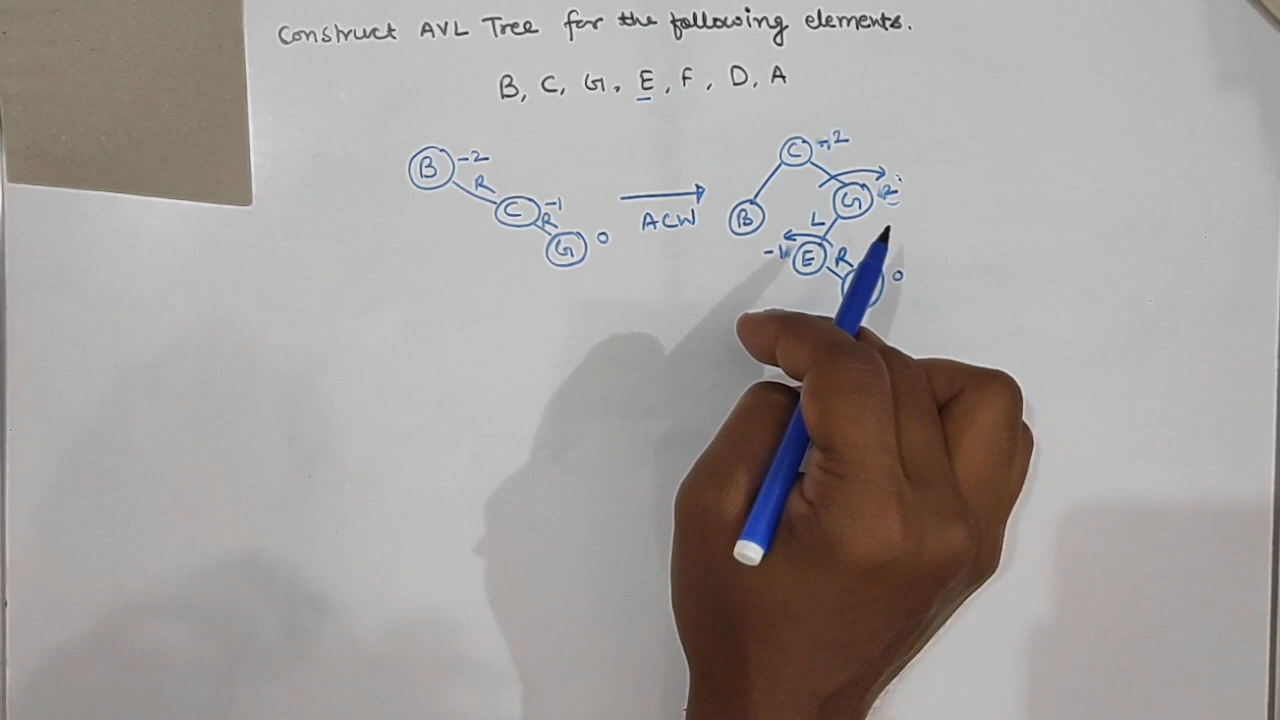 Construct AVL Tree for the following elements.
B, C, G, E, F, D, A
B -2
R
C -1
R
G 0
ACW
C -2
B
G 2
L
-1 E R
0